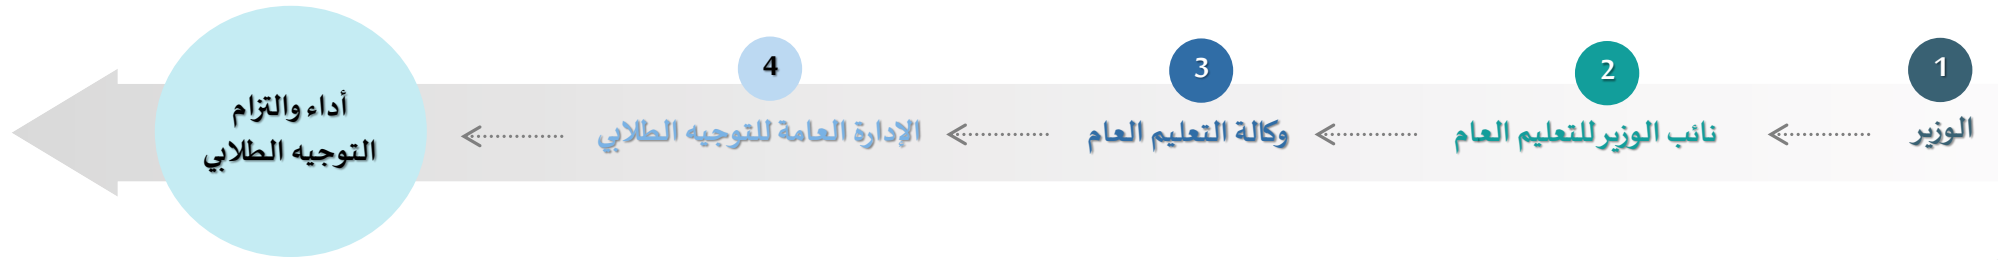 1
الوزير
2
نائب الوزير للتعليم العام
3
وكالة التعليم العام
4
الإدارة العامة للتوجيه الطلابي
أداء والتزام
التوجيه الطلابي